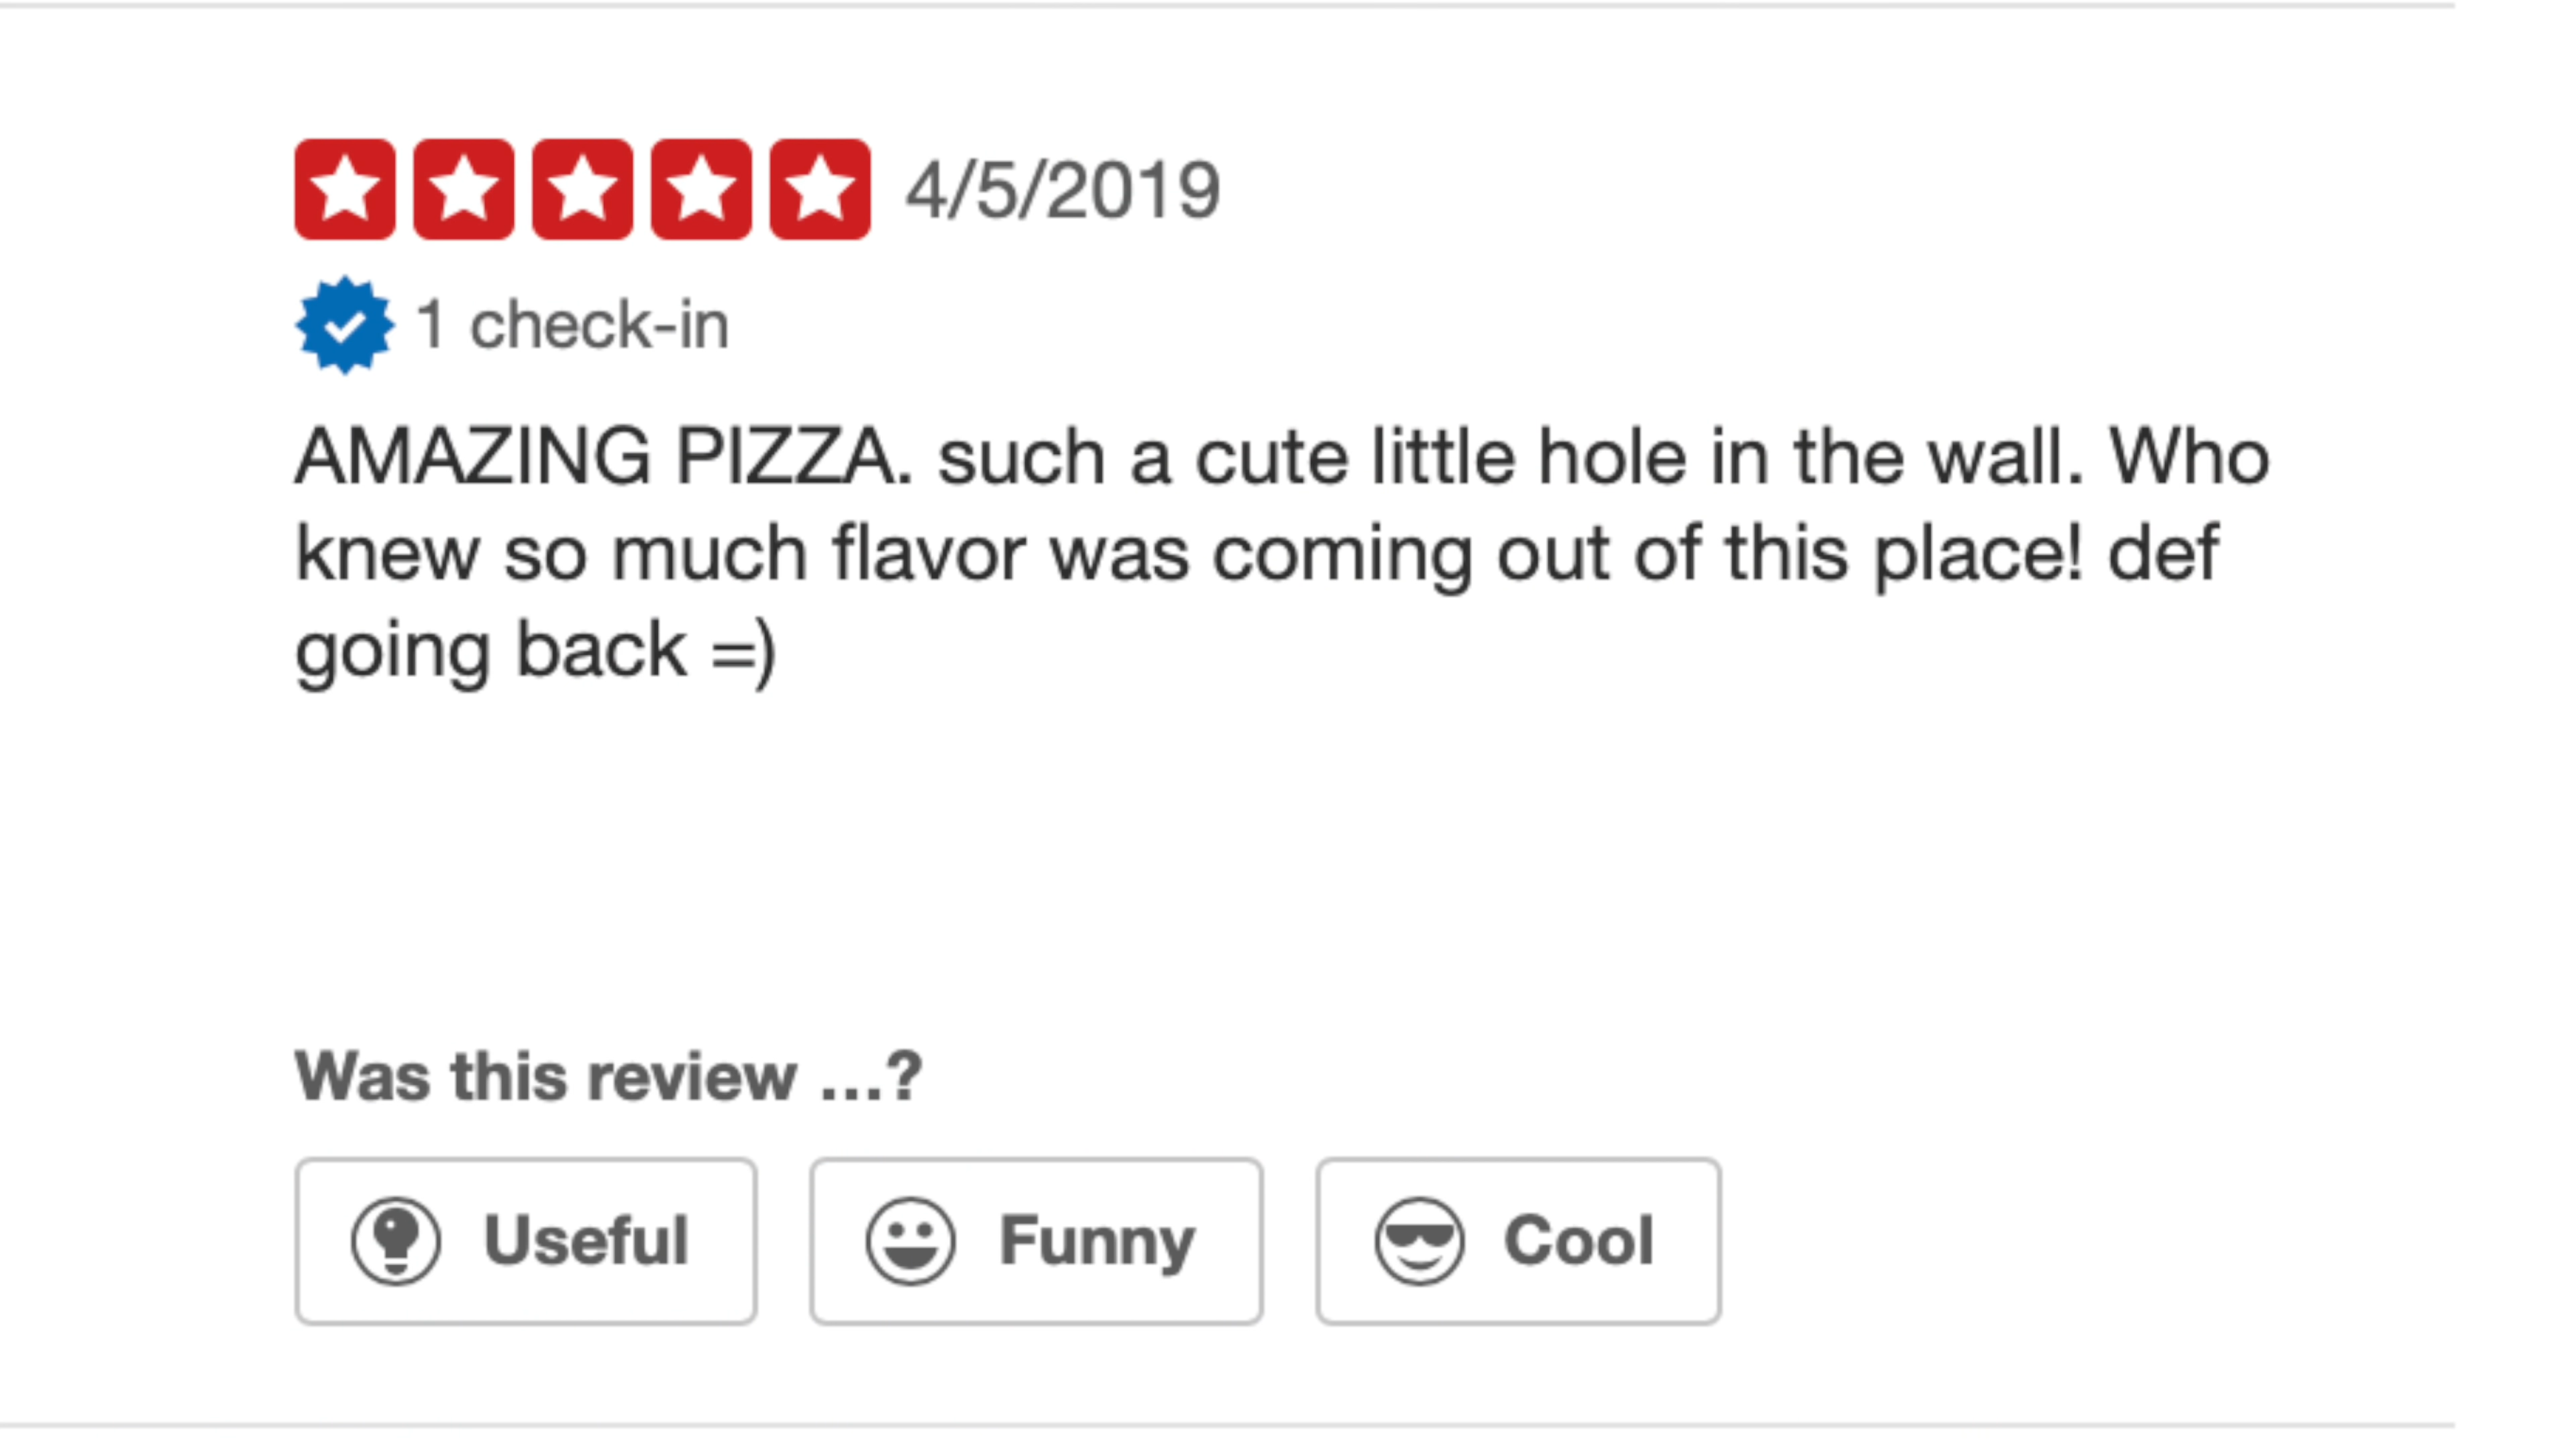 4/5/2019
1 check-in
AMAZING PIZZA. such a cute little hole in the wall. Who
knew so much flavor was coming out of this place! def
going back =)
Was this review ...?
Useful Funny Cool